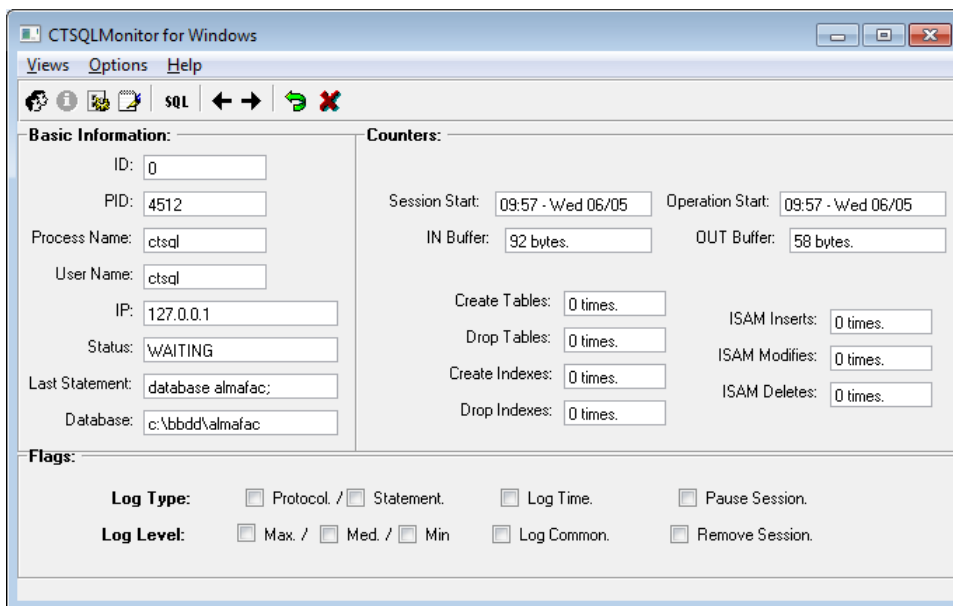 CTSQLMonitor for Windows
Views Options Help
SQL
Basic Information:
ID: 0
PID: 4512
Process Name: ctsql
User Name: ctsql
IP: 127.0.0.1
Status: WAITING
Last Statement: database almafac;
Database: c:\bbdd\almafac
Counters:
Session Start: 09:57 - Wed 06/05 Operation Start: 09:57 - Wed 06/05
IN Buffer: 92 bytes. OUT Buffer: 58 bytes.
Create Tables: 0 times.
Drop Tables: 0 times.
Create Indexes: 0 times.
Drop Indexes: 0 times.
ISAM Inserts: 0 times.
ISAM Modifies: 0 times.
ISAM Deletes: 0 times.
Flags:
Log Type: Protocol. / Statement. Log Time. Pause Session.
Log Level: Max. / Med. / Min Log Common. Remove Session.